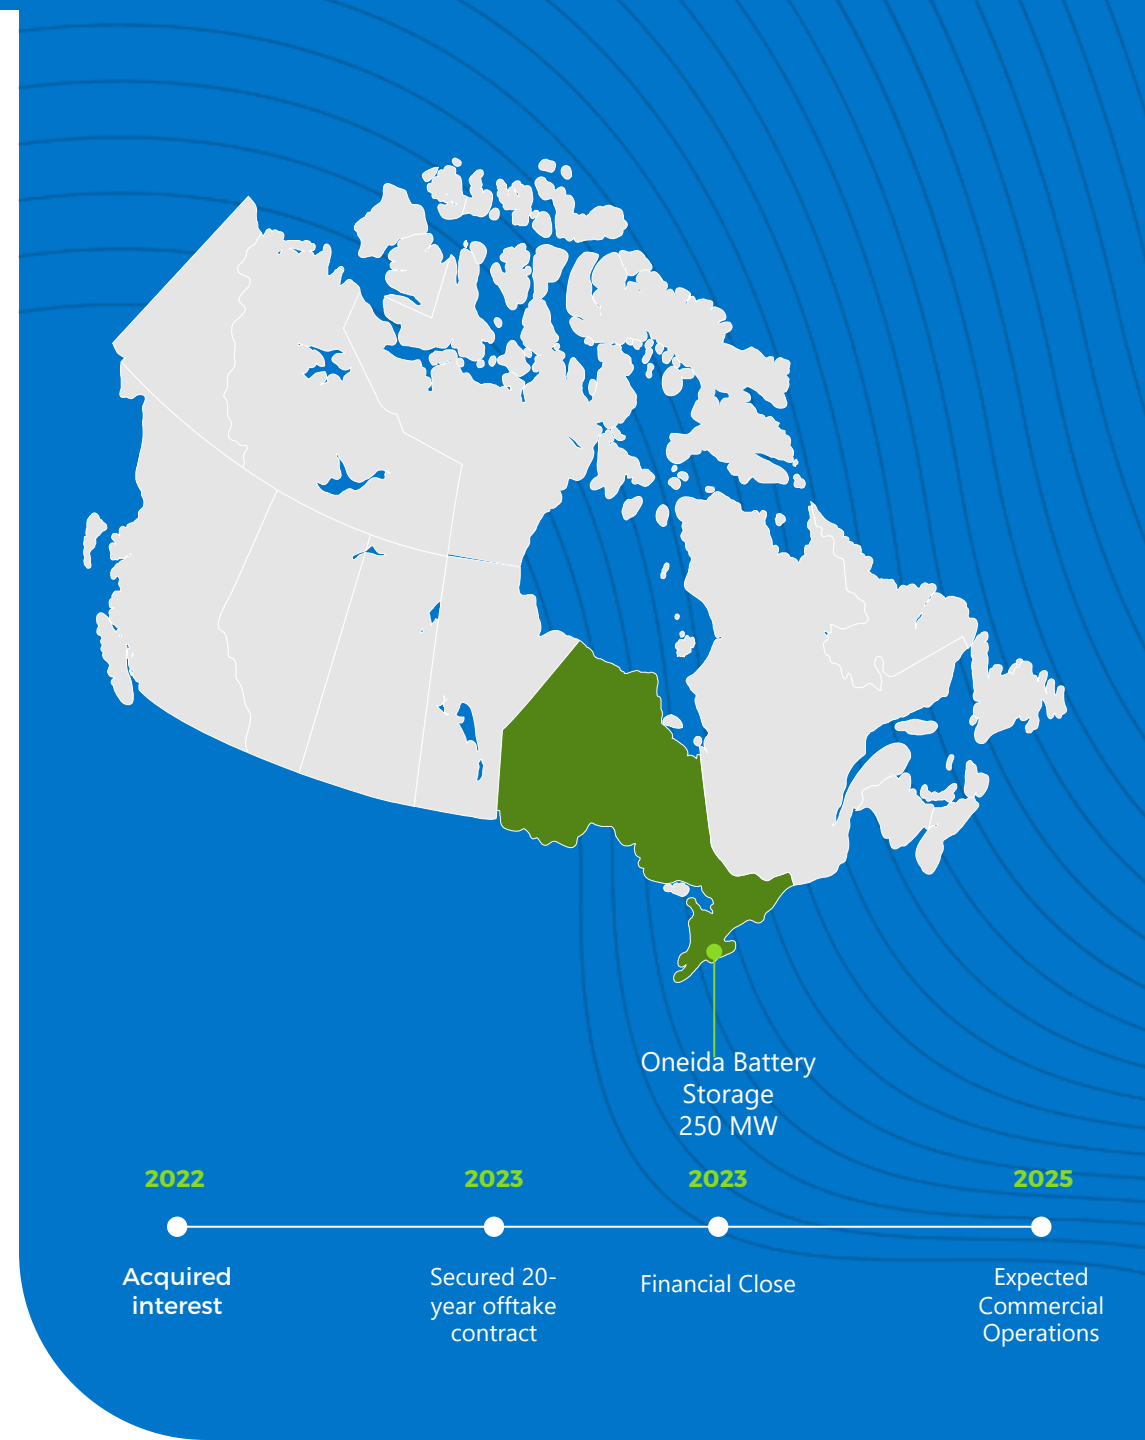 Oneida Battery
Storage
250 MW
2022
2023
2023
2025
Acquired
interest
Secured 20-
year offtake
contract
Financial Close
Expected
Commercial
Operations